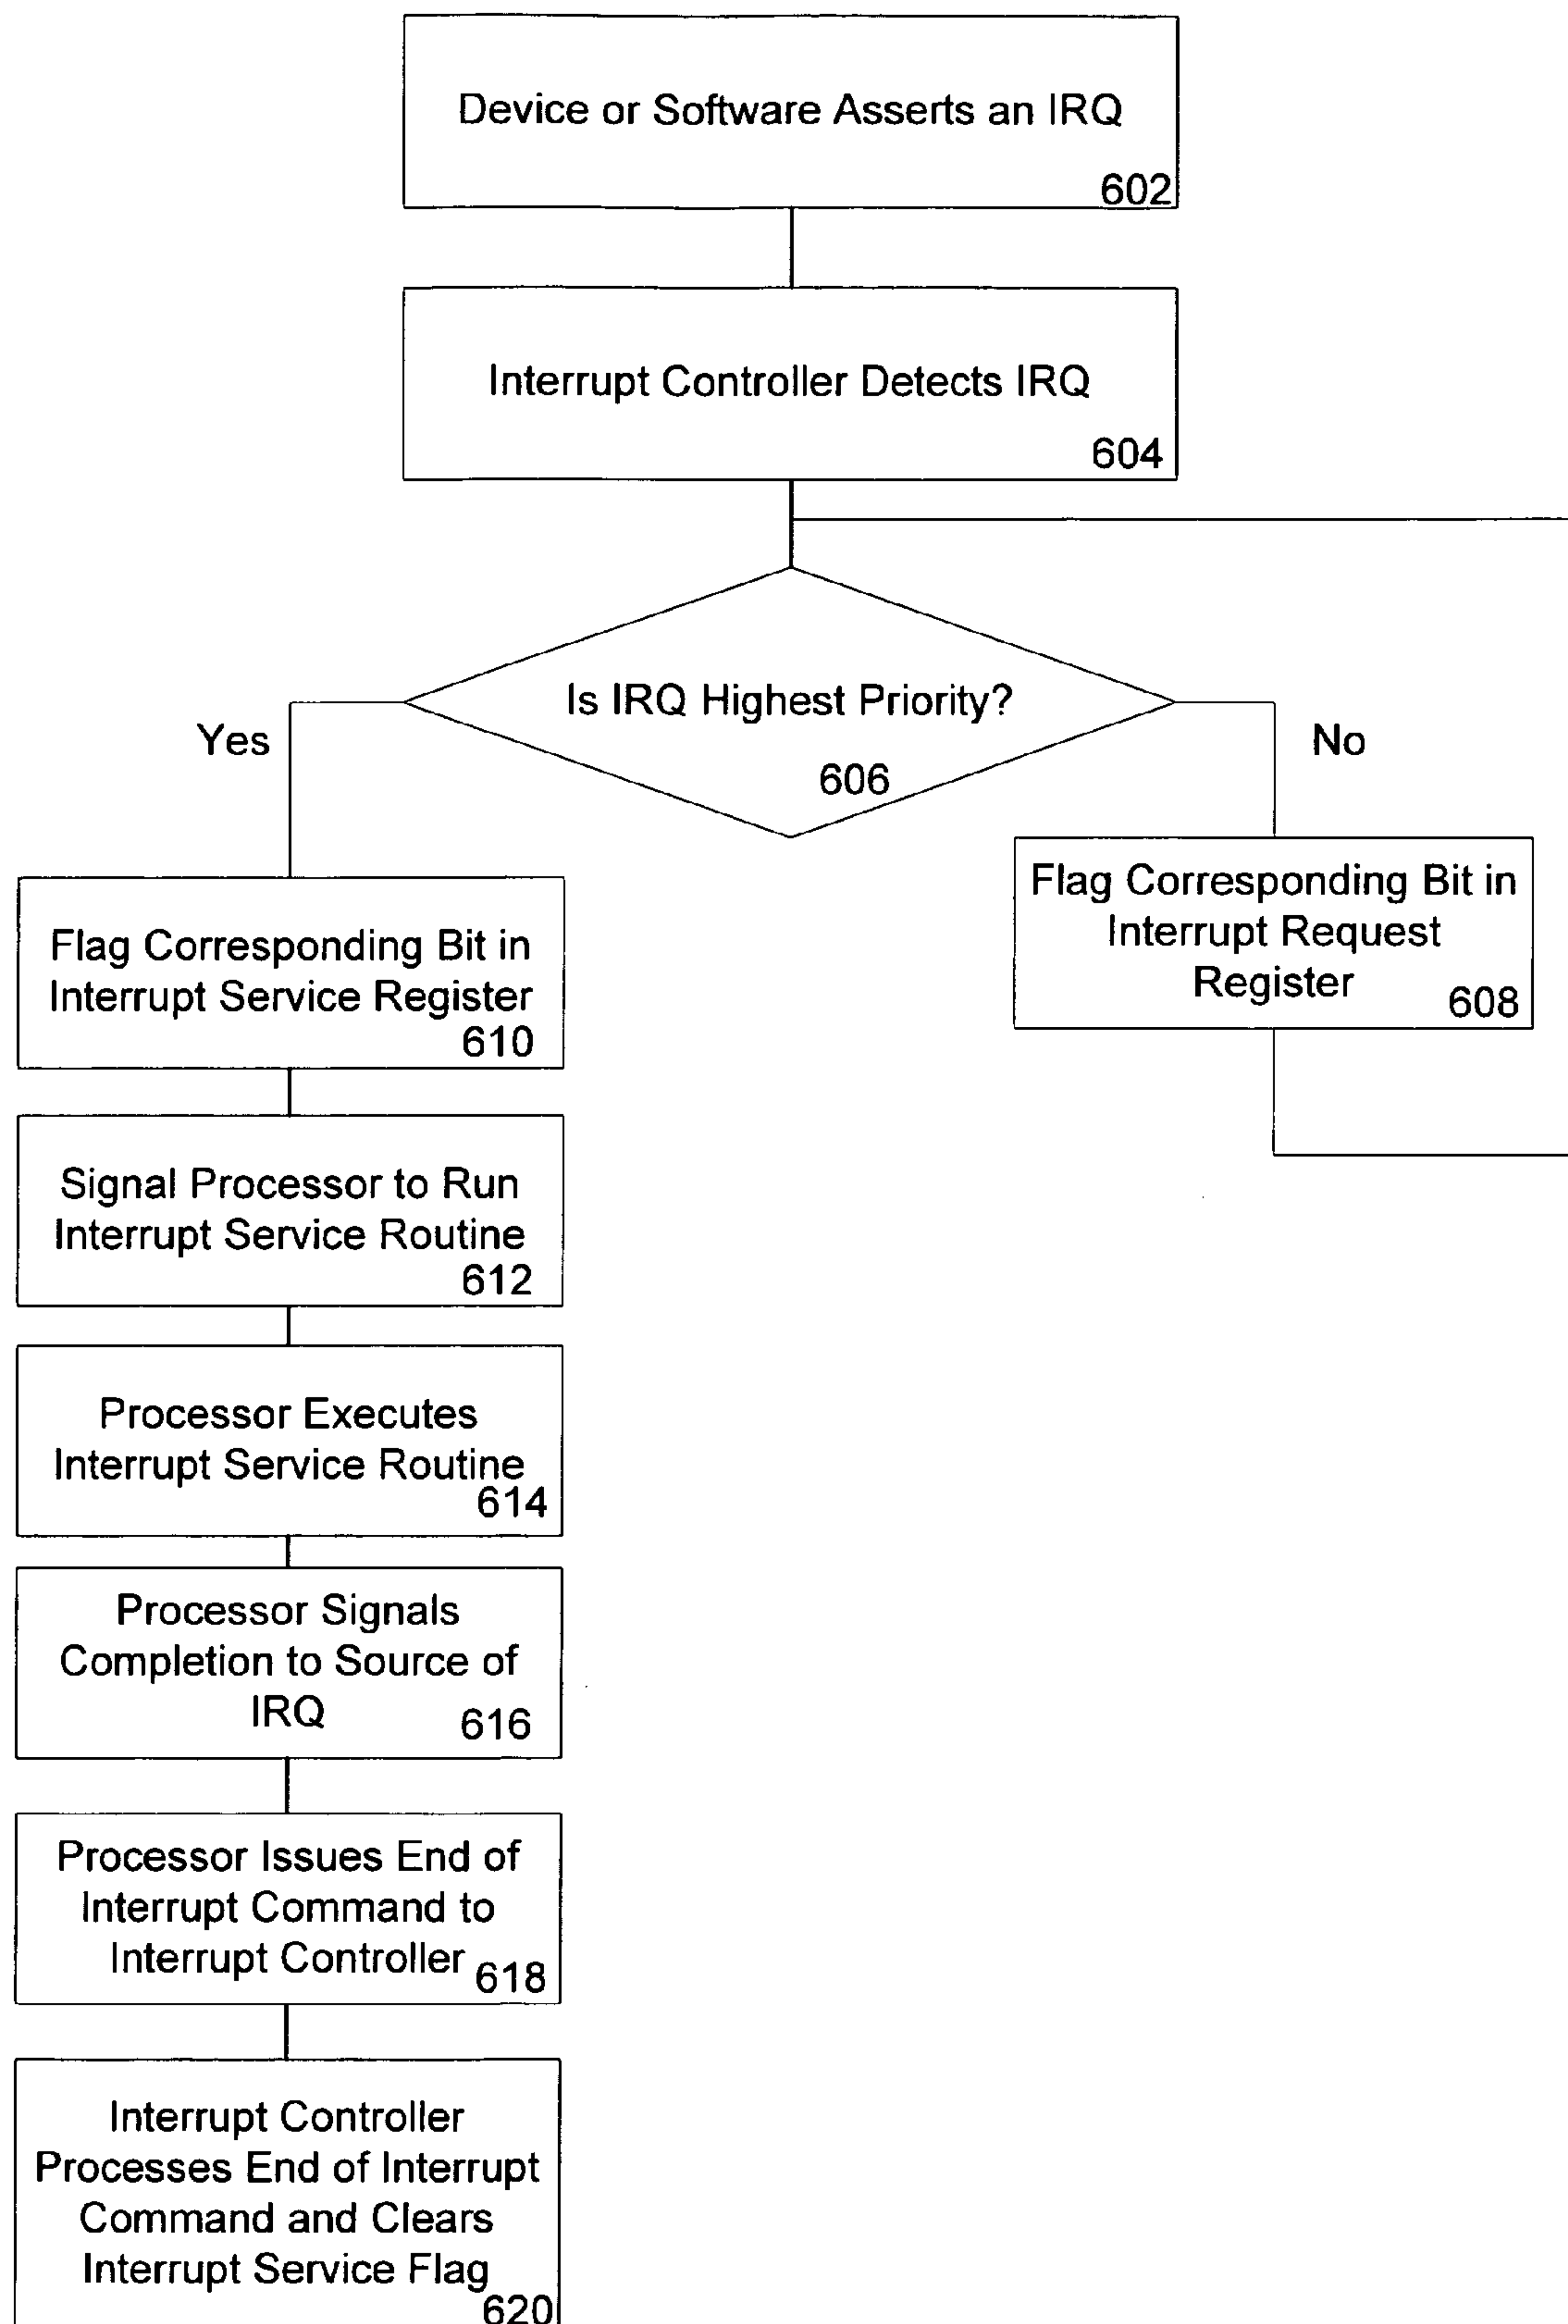 Device or Software Asserts an IRQ
602
Interrupt Controller Detects IRQ
604
Is IRQ Highest Priority?
606
Yes
No
Flag Corresponding Bit in
Interrupt Request
Register
608
Flag Corresponding Bit in
Interrupt Service Register
610
Signal Processor to Run
Interrupt Service Routine
612
Processor Executes
Interrupt Service Routine
614
Processor Signals
Completion to Source of
IRQ
616
Processor Issues End of
Interrupt Command to
Interrupt Controller
618
Interrupt Controller
Processes End of Interrupt
Command and Clears
Interrupt Service Flag
620